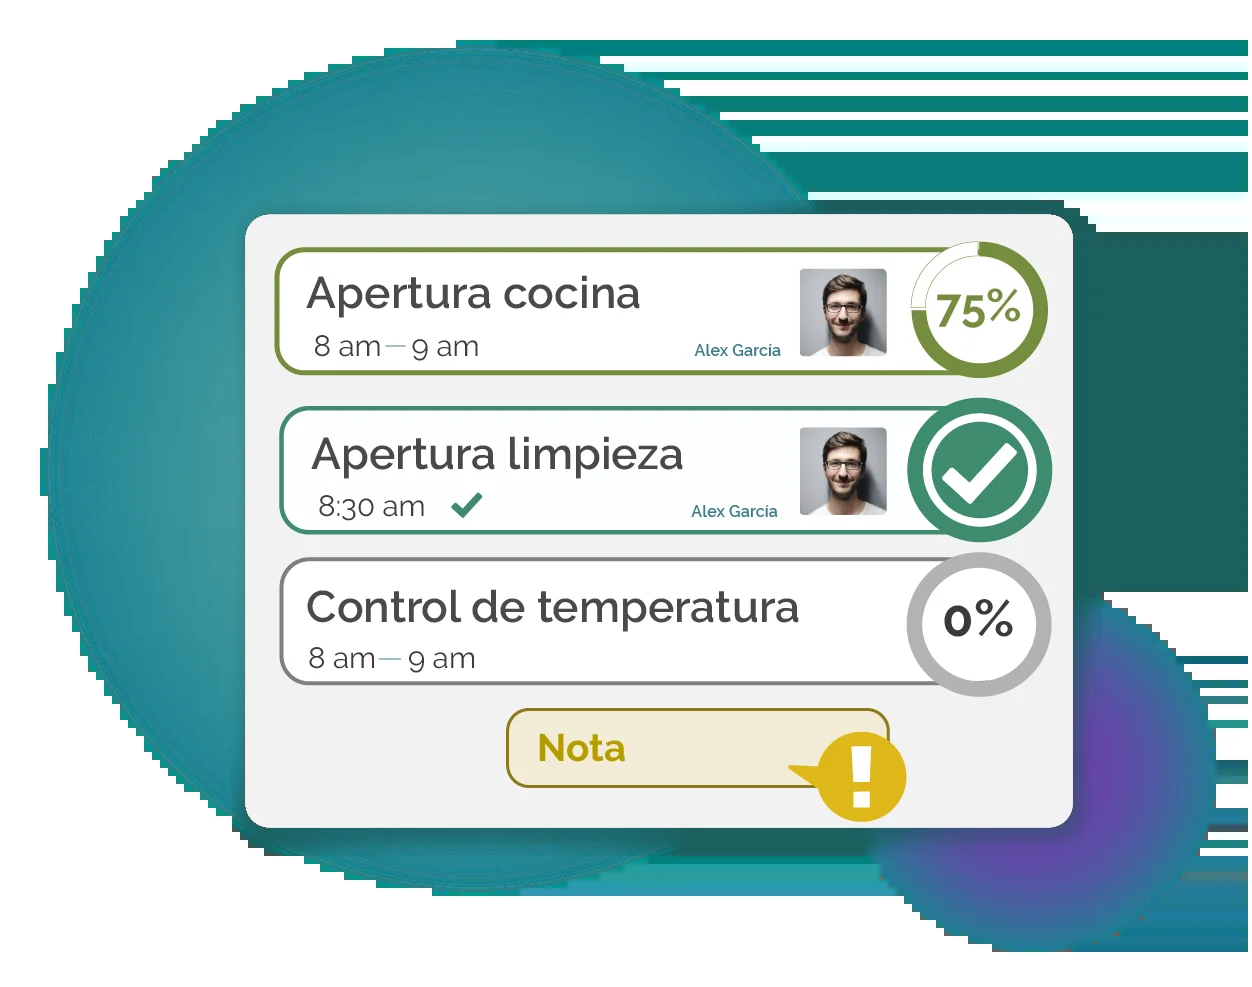 Apertura cocina
8 am — 9 am
Alex García
75%
Apertura limpieza
8:30 am
Alex García
Control de temperatura
8 am — 9 am
0%
Nota
!